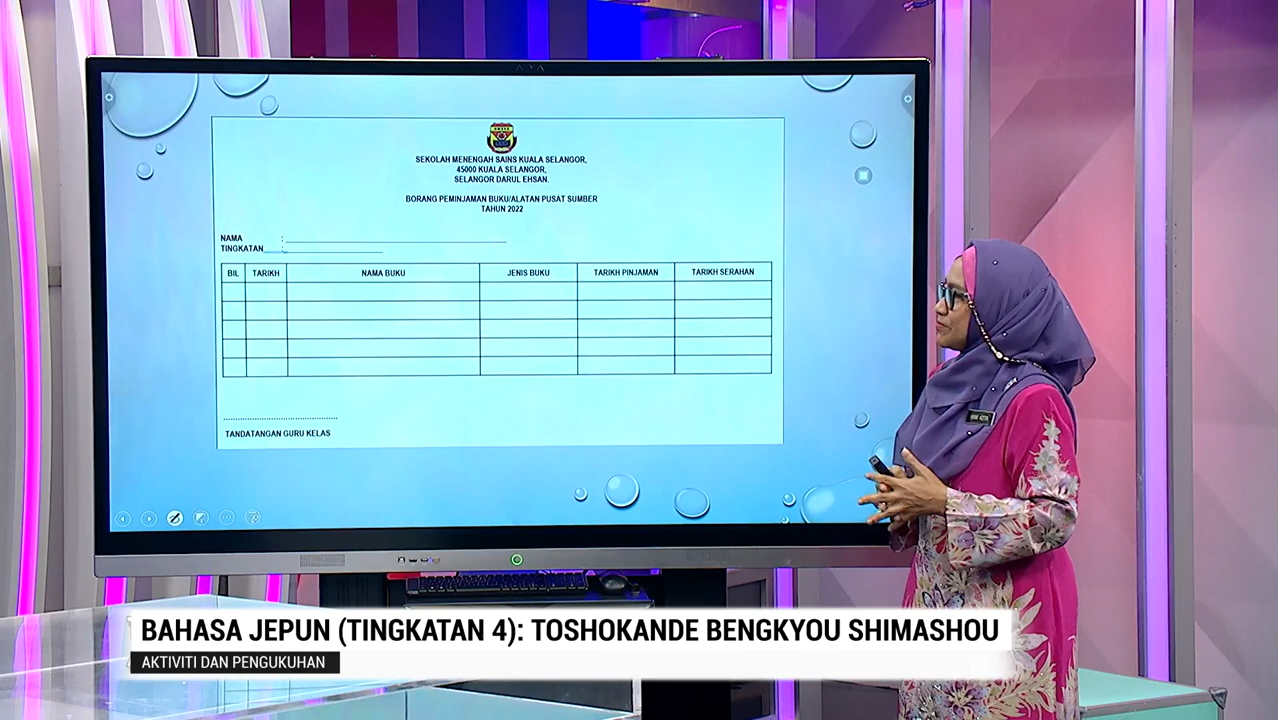 SEKOLAH MENENGAH SAINS KUALA SELANGOR,
45000 KUALA SELANGOR,
SELANGOR DARUL EHSAN.
BORANG PEMINJAMAN BUKU/ALATAN PUSAT SUMBER
TAHUN 2022
NAMA : 
TINGKATAN :
BIL TARIKH NAMA BUKU JENIS BUKU TARIKH PINJAMAN TARIKH SERAHAN
TANDATANGAN GURU KELAS
BAHASA JEPUN (TINGKATAN 4): TOSHOKANDE BENGKYOU SHIMASHOU
AKTIVITI DAN PENGUKUHAN